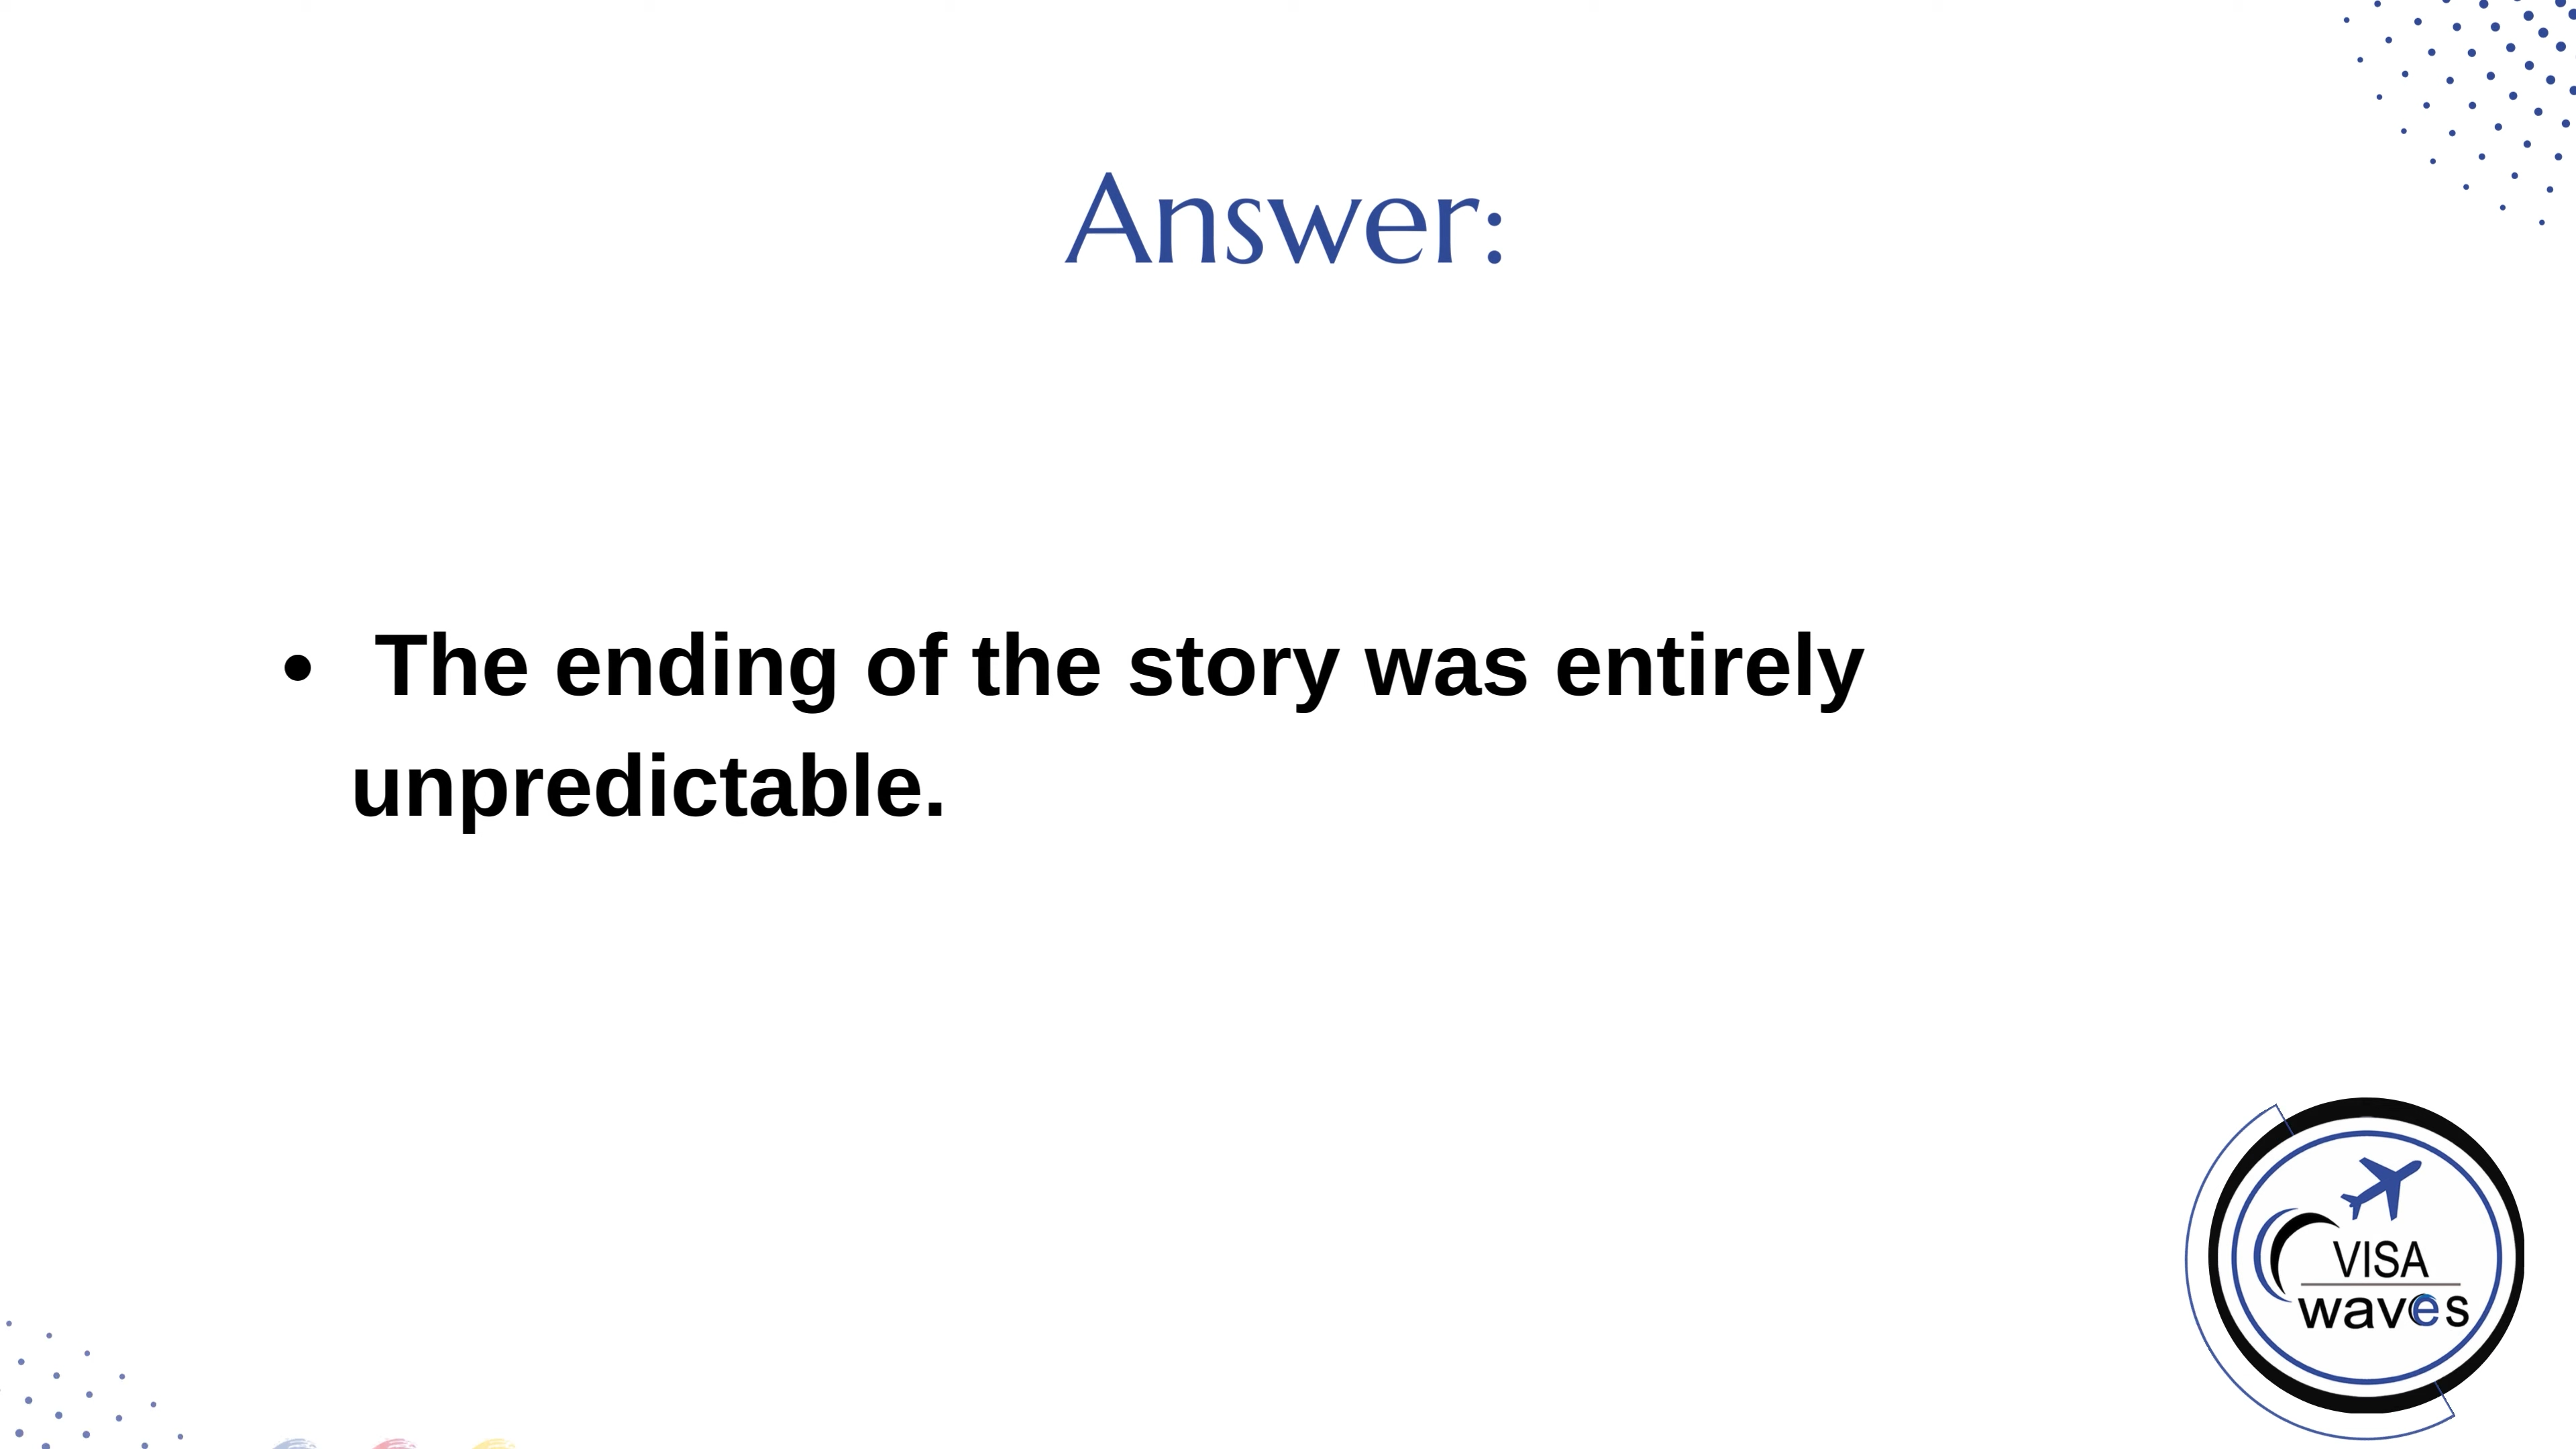 Answer:
• The ending of the story was entirely
unpredictable.
VISA
waves